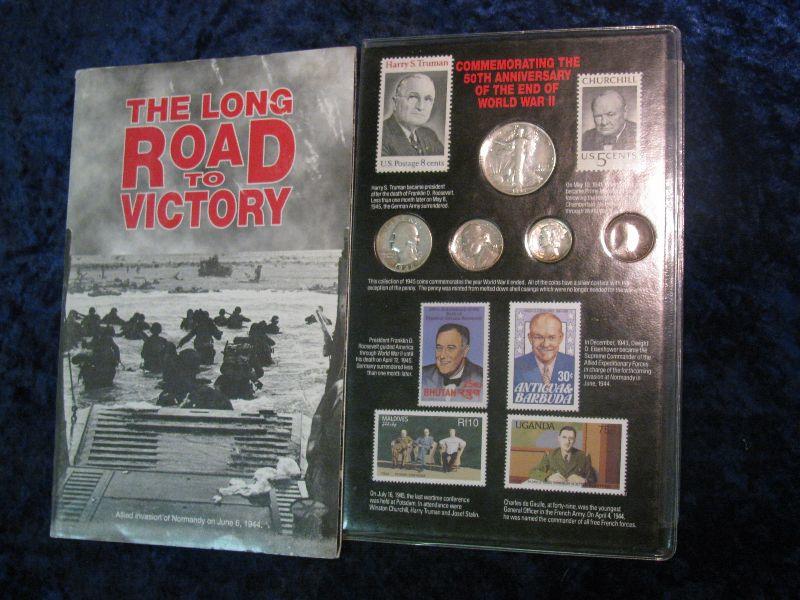 THE LONG
ROAD
TO
VICTORY
Allied invasion of Normandy on June 6, 1944.
Harry S. Truman
U.S. Postage 8 cents
COMMEMORATING THE
50TH ANNIVERSARY
OF THE END OF
WORLD WAR II
CHURCHILL
U.S. 5 CENTS
Harry S. Truman became president
after the death of Franklin D. Roosevelt.
Less than one month later on May 8,
1945, the German Army surrendered.
On May 10,
became Prime
following the
Chamberlain
through World War
This collection of 1945 coins commemorates the year World War II ended. All of the coins have a silver content with the
exception of the penny. The penny was minted from melted down shell casings which were no longer needed for the war
President Franklin D.
Roosevelt guided America
through World War II until
his death on April 12, 1945.
Germany surrendered less
than one month later.
BHUTAN
30¢
ANTIGUA &
BARBUDA
In December, 1943, Dwight
D. Eisenhower became the
Supreme Commander of the
Allied Expeditionary Forces
in charge of the forthcoming
invasion at Normandy in
June, 1944.
MALDIVES
Rf10
UGANDA
On July 16, 1945, the last wartime conference
was held at Potsdam. In attendance were
Winston Churchill, Harry Truman and Josef Stalin.
Charles de Gaulle, at forty-nine, was the youngest
General Officer in the French Army. On April 4, 1944,
he was named the commander of all free French forces.